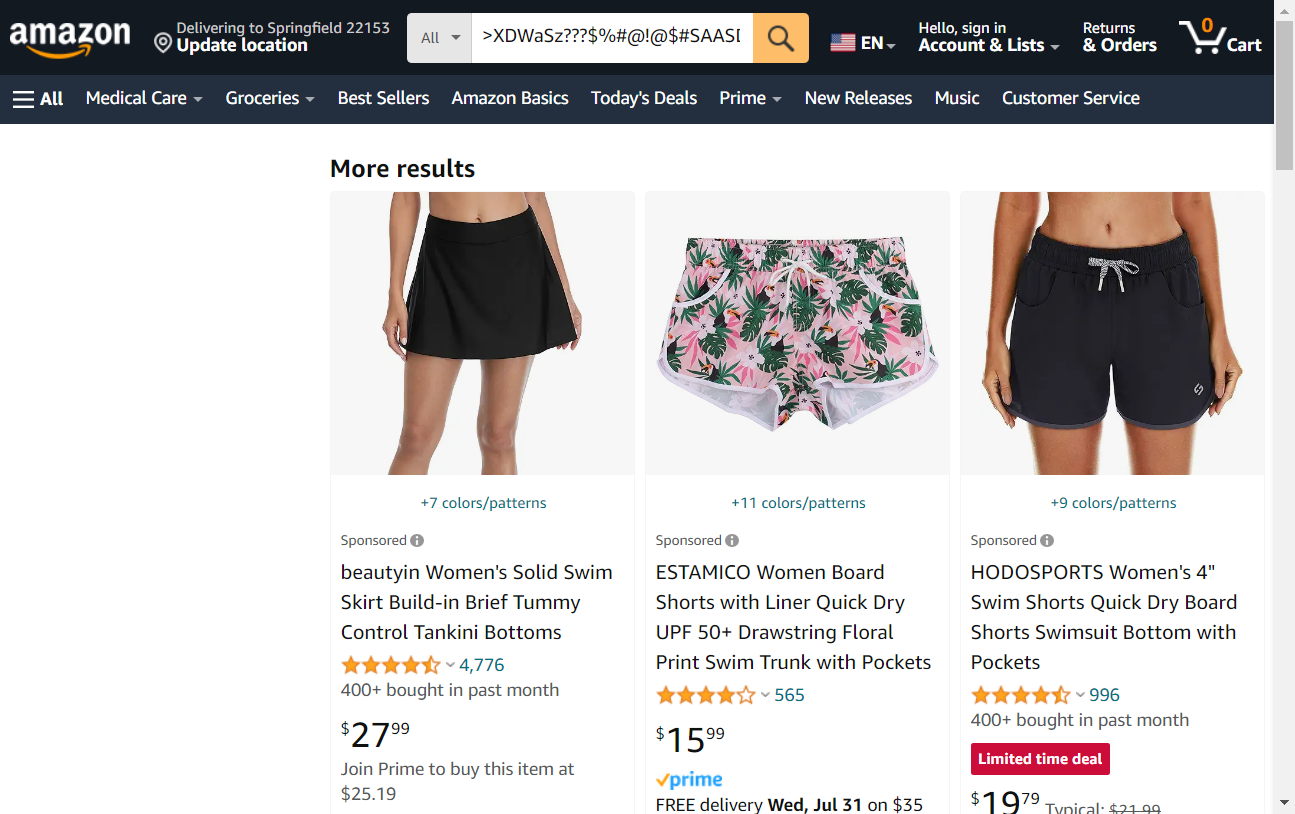 amazon
Delivering to Springfield 22153
Update location
All
>XDWaSz???$%#@!@$#SAASD
EN
Hello, sign in
Account & Lists
Returns
& Orders
0
Cart
All
Medical Care
Groceries
Best Sellers
Amazon Basics
Today's Deals
Prime
New Releases
Music
Customer Service
More results
+7 colors/patterns
+11 colors/patterns
+9 colors/patterns
Sponsored
beautyin Women's Solid Swim
Skirt Build-in Brief Tummy
Control Tankini Bottoms
4,776
400+ bought in past month
$27 99
Join Prime to buy this item at
$25.19
Sponsored
ESTAMICO Women Board
Shorts with Liner Quick Dry
UPF 50+ Drawstring Floral
Print Swim Trunk with Pockets
565
$15 99
prime
FREE delivery Wed, Jul 31 on $35
Sponsored
HODOSPORTS Women's 4"
Swim Shorts Quick Dry Board
Shorts Swimsuit Bottom with
Pockets
996
400+ bought in past month
Limited time deal
$19 79 Typical: $21.99